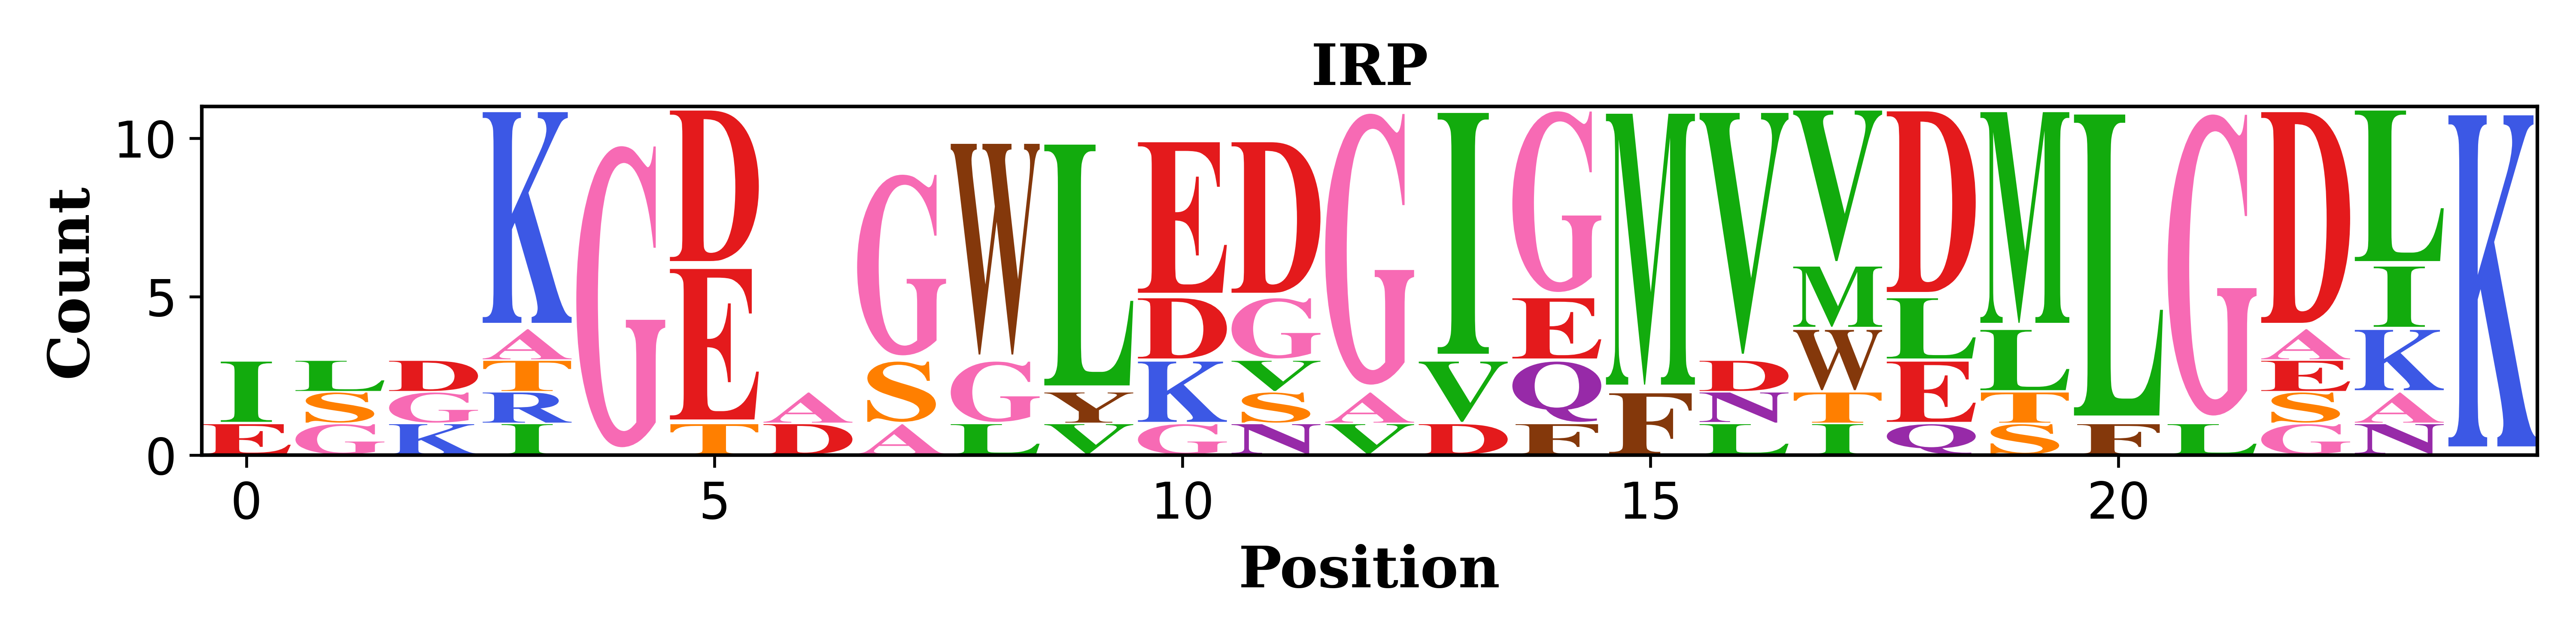 IRP
Count
10
5
0
I E
L S G
D G K
K A T R I
G
D E T
A D
G S A
W G L
L Y V
E D K G
D G V S N
G A V
I V D
G E Q F
M F
V D N L
V M W T I
D L E Q
M L T S
L F
G L
D A E S G
L I K A N
K
0 5 10 15 20
Position